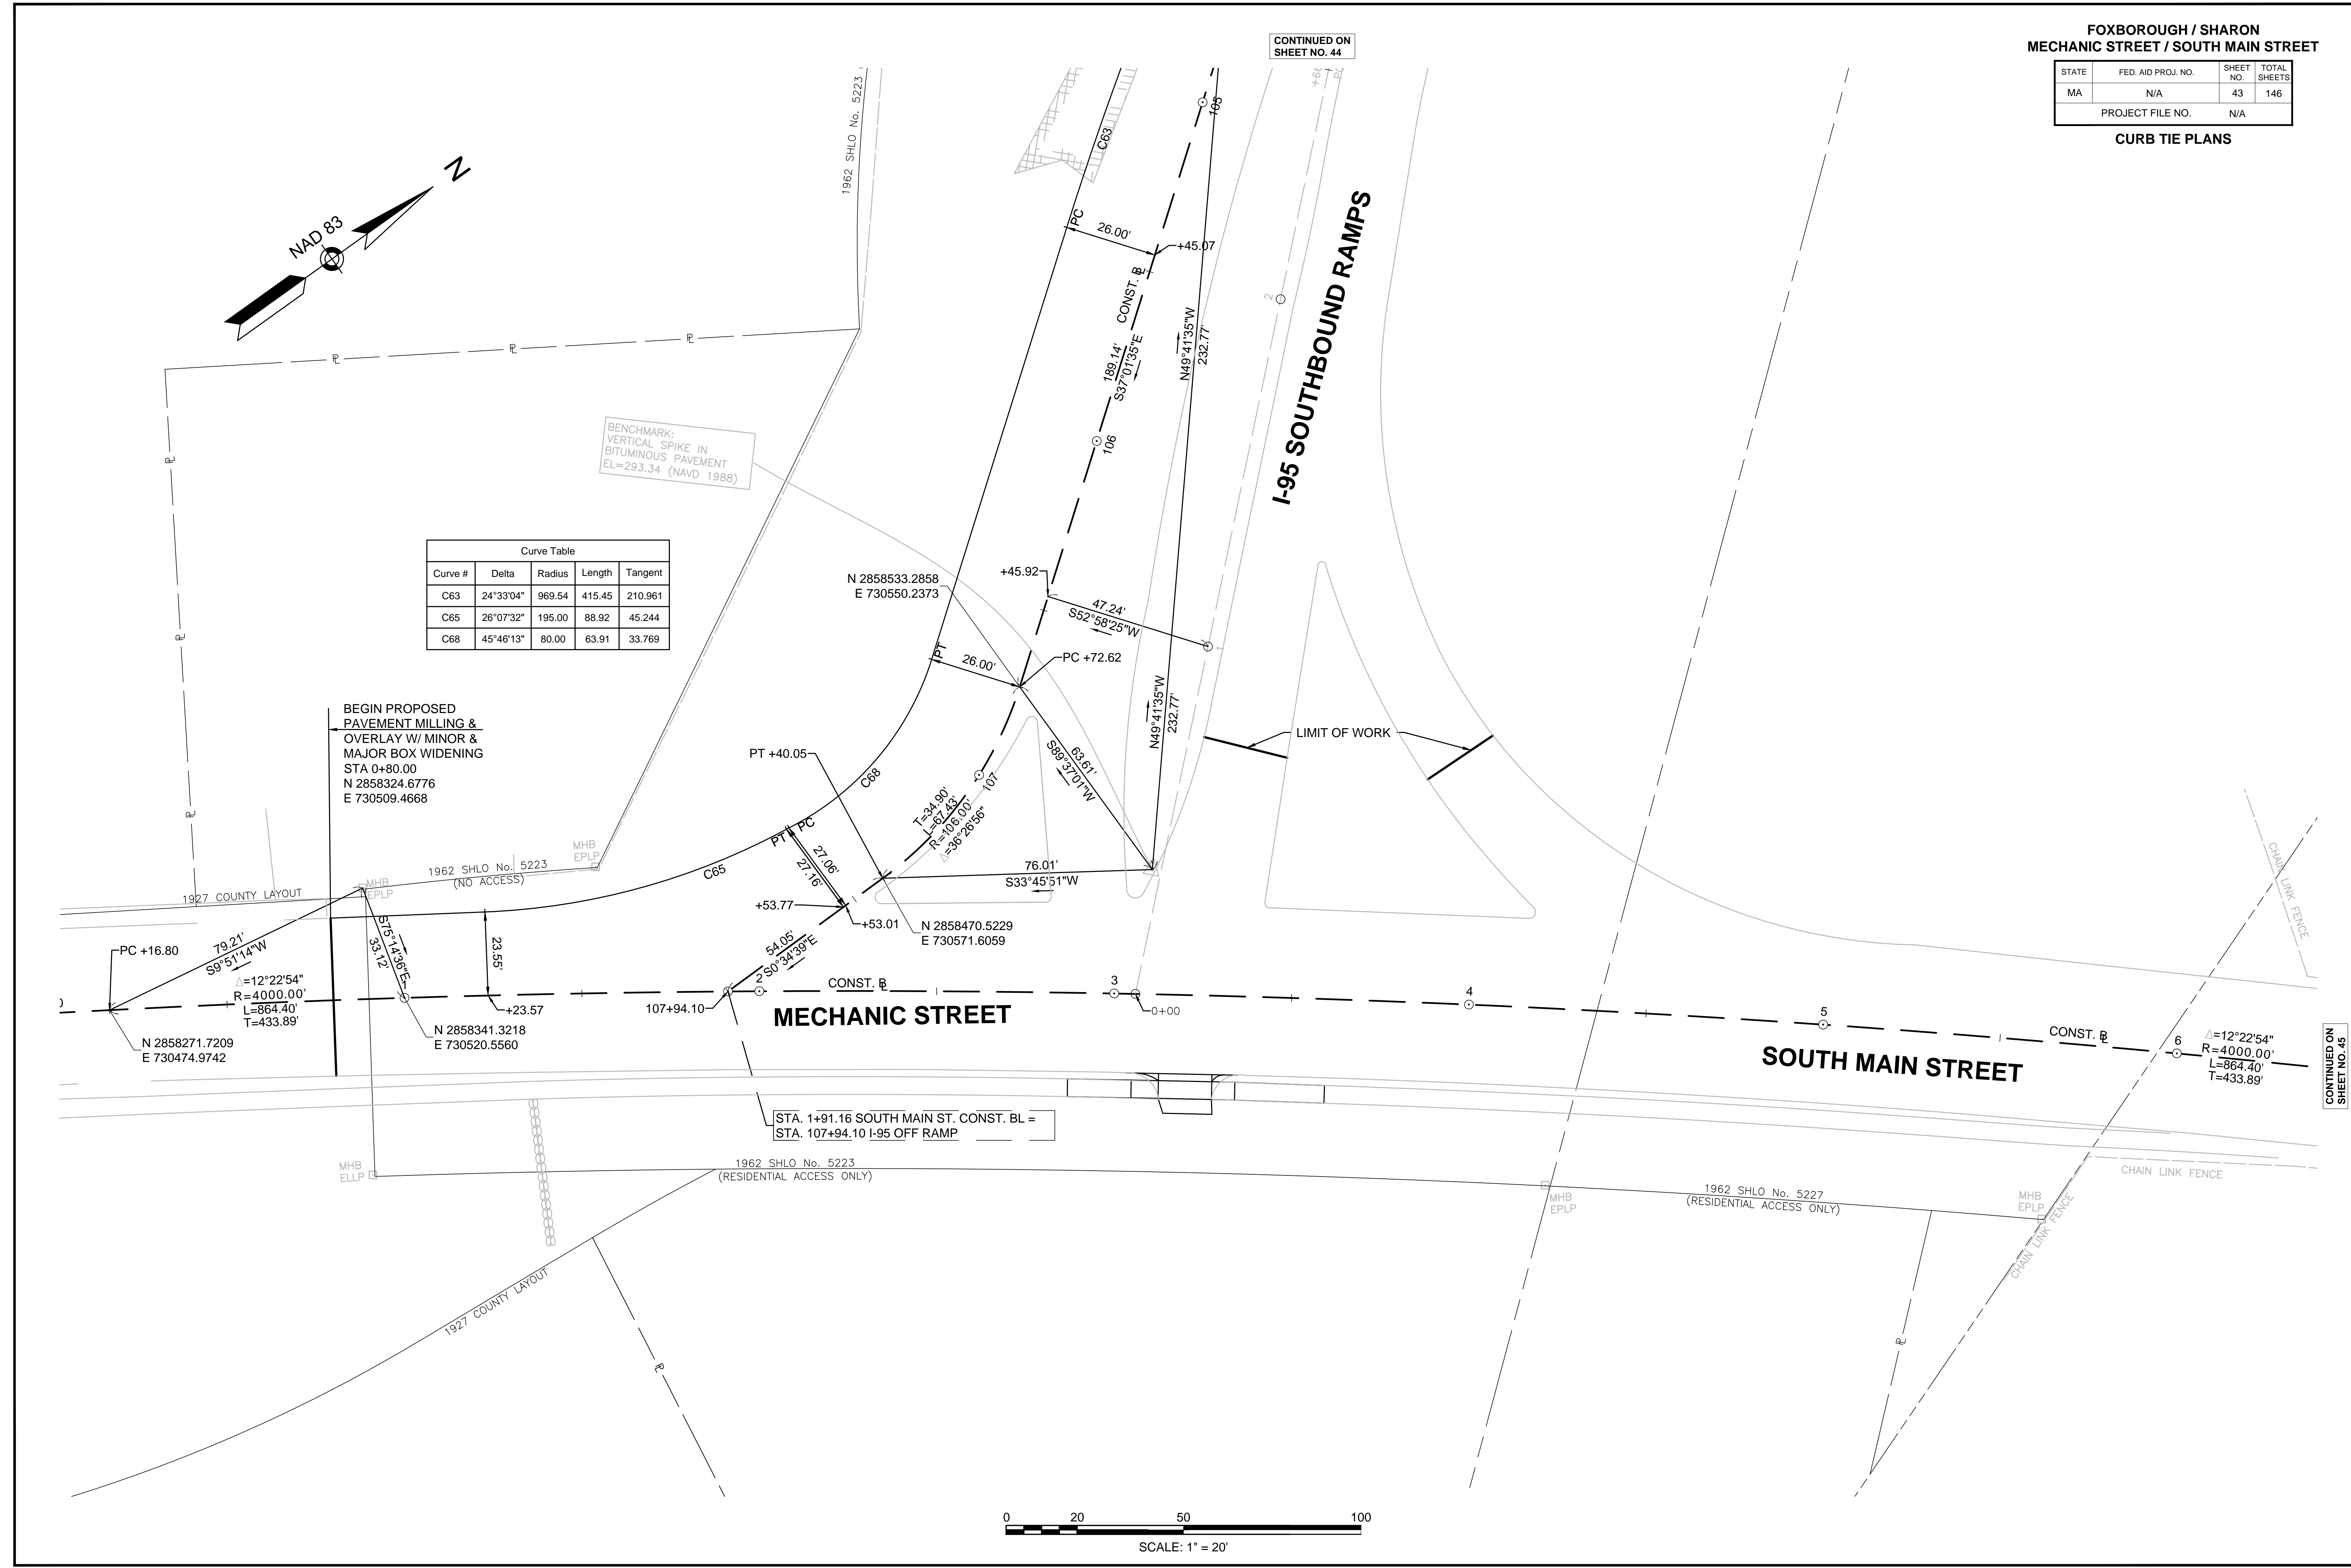 CONTINUED ON
SHEET NO. 44
FOXBOROUGH / SHARON
MECHANIC STREET / SOUTH MAIN STREET
STATE FED. AID PROJ. NO. SHEET NO. TOTAL SHEETS
MA N/A 43 146
PROJECT FILE NO. N/A
CURB TIE PLANS
1962 SHLO No. 5223
N
NAD 83
C63
105
PC
26.00'
+45.07
CONST. BL
189.14'
S37°01'35"E
N49°41'35"W
232.77'
2
I-95 SOUTHBOUND RAMPS
106
BENCHMARK:
VERTICAL SPIKE IN
BITUMINOUS PAVEMENT
EL=293.34 (NAVD 1988)
Curve Table
Curve # Delta Radius Length Tangent
C63 24°33'04" 969.54 415.45 210.961
C65 26°07'32" 195.00 88.92 45.244
C68 45°46'13" 80.00 63.91 33.769
N 2858533.2858
E 730550.2373
+45.92
47.24'
S52°58'25"W
1
PT
26.00'
PC +72.62
N49°41'35"W
232.77'
LIMIT OF WORK
BEGIN PROPOSED
PAVEMENT MILLING &
OVERLAY W/ MINOR &
MAJOR BOX WIDENING
STA 0+80.00
N 2858324.6776
E 730509.4668
PT +40.05
C68
107
63.61'
S89°37'01"W
T=34.90'
L=67.43'
R=106.00'
△=36°26'56"
PT
PC
27.06'
27.16'
76.01'
S33°45'51"W
C65
MHB
EPLP
1962 SHLO No. 5223
(NO ACCESS)
1927 COUNTY LAYOUT
MHB
EPLP
+53.77
+53.01
N 2858470.5229
E 730571.6059
PC +16.80
79.21'
S9°51'14"W
S75°14'36"E
33.12'
23.55'
54.05'
S0°34'39"E
△=12°22'54"
R=4000.00'
L=864.40'
T=433.89'
+23.57
N 2858341.3218
E 730520.5560
N 2858271.7209
E 730474.9742
107+94.10
2
CONST. BL
MECHANIC STREET
3
0+00
4
5
SOUTH MAIN STREET
CONST. BL
6
△=12°22'54"
R=4000.00'
L=864.40'
T=433.89'
CONTINUED ON
SHEET NO. 45
CHAIN LINK FENCE
STA. 1+91.16 SOUTH MAIN ST. CONST. BL =
STA. 107+94.10 I-95 OFF RAMP
MHB
ELLP
1962 SHLO No. 5223
(RESIDENTIAL ACCESS ONLY)
MHB
EPLP
1962 SHLO No. 5227
(RESIDENTIAL ACCESS ONLY)
MHB
EPLP
CHAIN LINK FENCE
CHAIN LINK FENCE
1927 COUNTY LAYOUT
0 20 50 100
SCALE: 1" = 20'